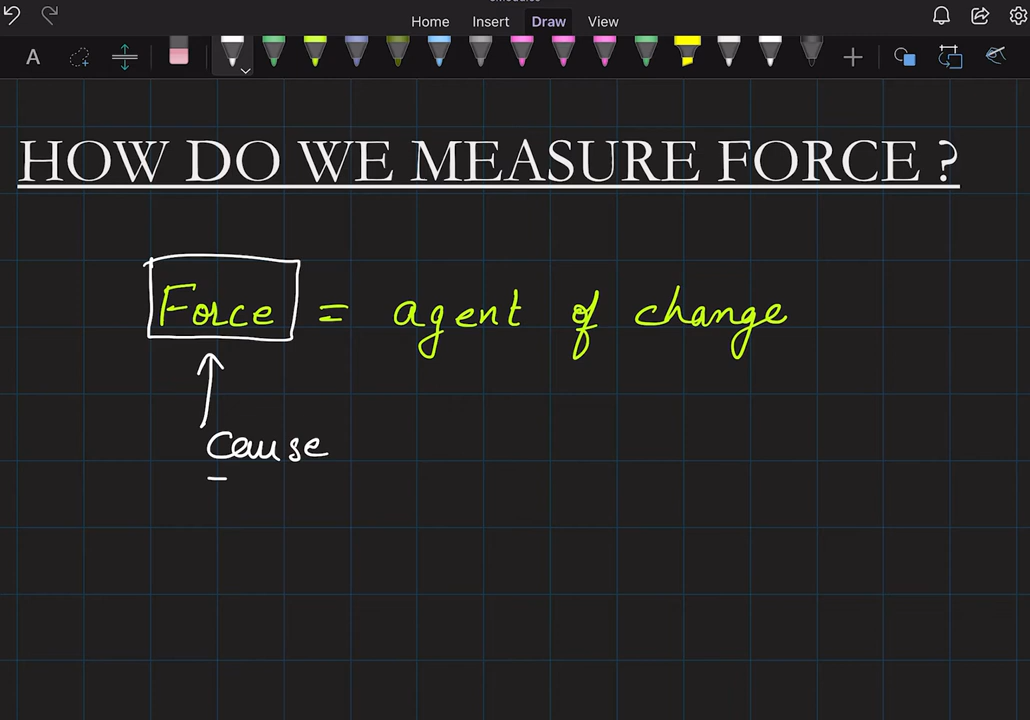 Home Insert Draw View
A
HOW DO WE MEASURE FORCE ?
Force = agent of change
Cause